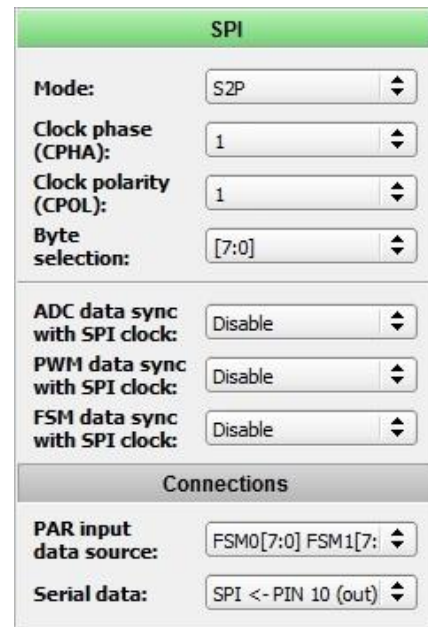 SPI
Mode: S2P
Clock phase
(CPHA): 1
Clock polarity
(CPOL): 1
Byte
selection: [7:0]
ADC data sync
with SPI clock: Disable
PWM data sync
with SPI clock: Disable
FSM data sync
with SPI clock: Disable
Connections
PAR input
data source: FSM0[7:0] FSM1[7:
Serial data: SPI <- PIN 10 (out)